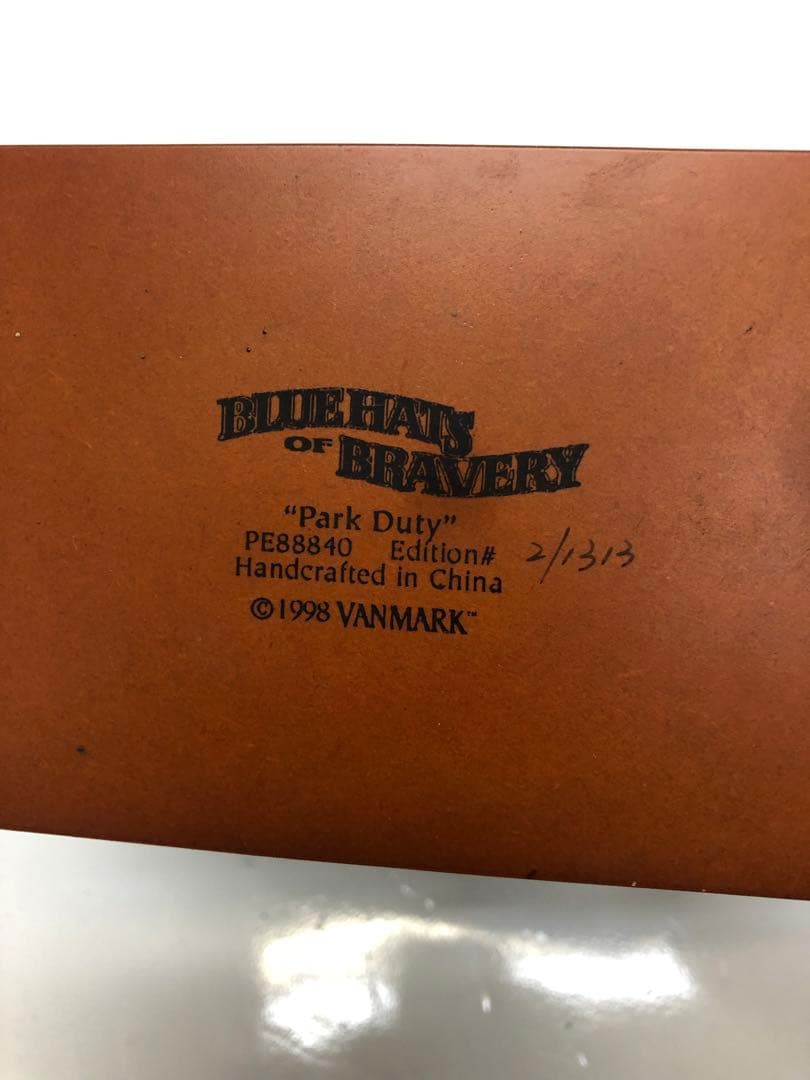 BLUE HATS
OF BRAVERY
"Park Duty"
PE88840 Edition# 2/1313
Handcrafted in China
©1998 VANMARK™